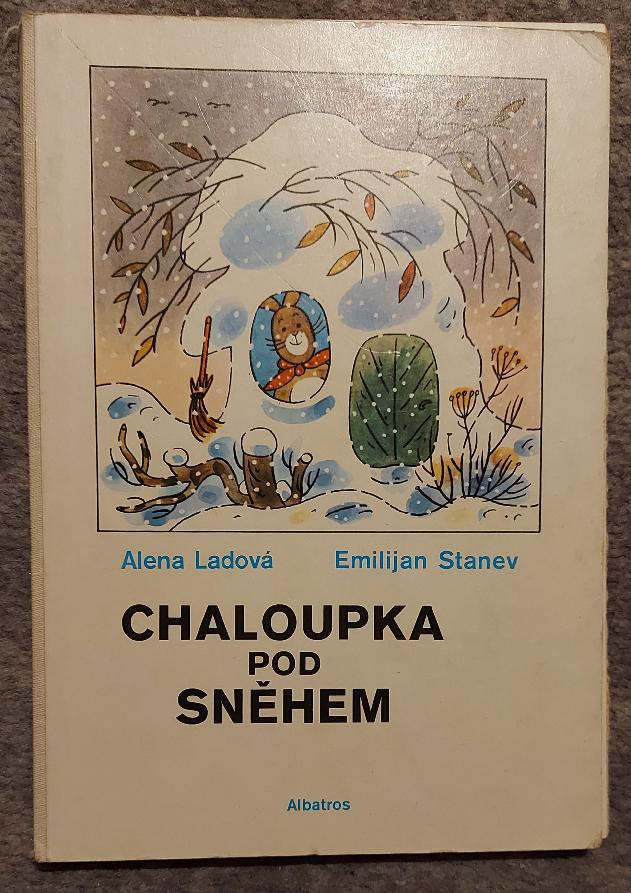 Alena Ladová Emilijan Stanev
CHALOUPKA
POD
SNĚHEM
Albatros